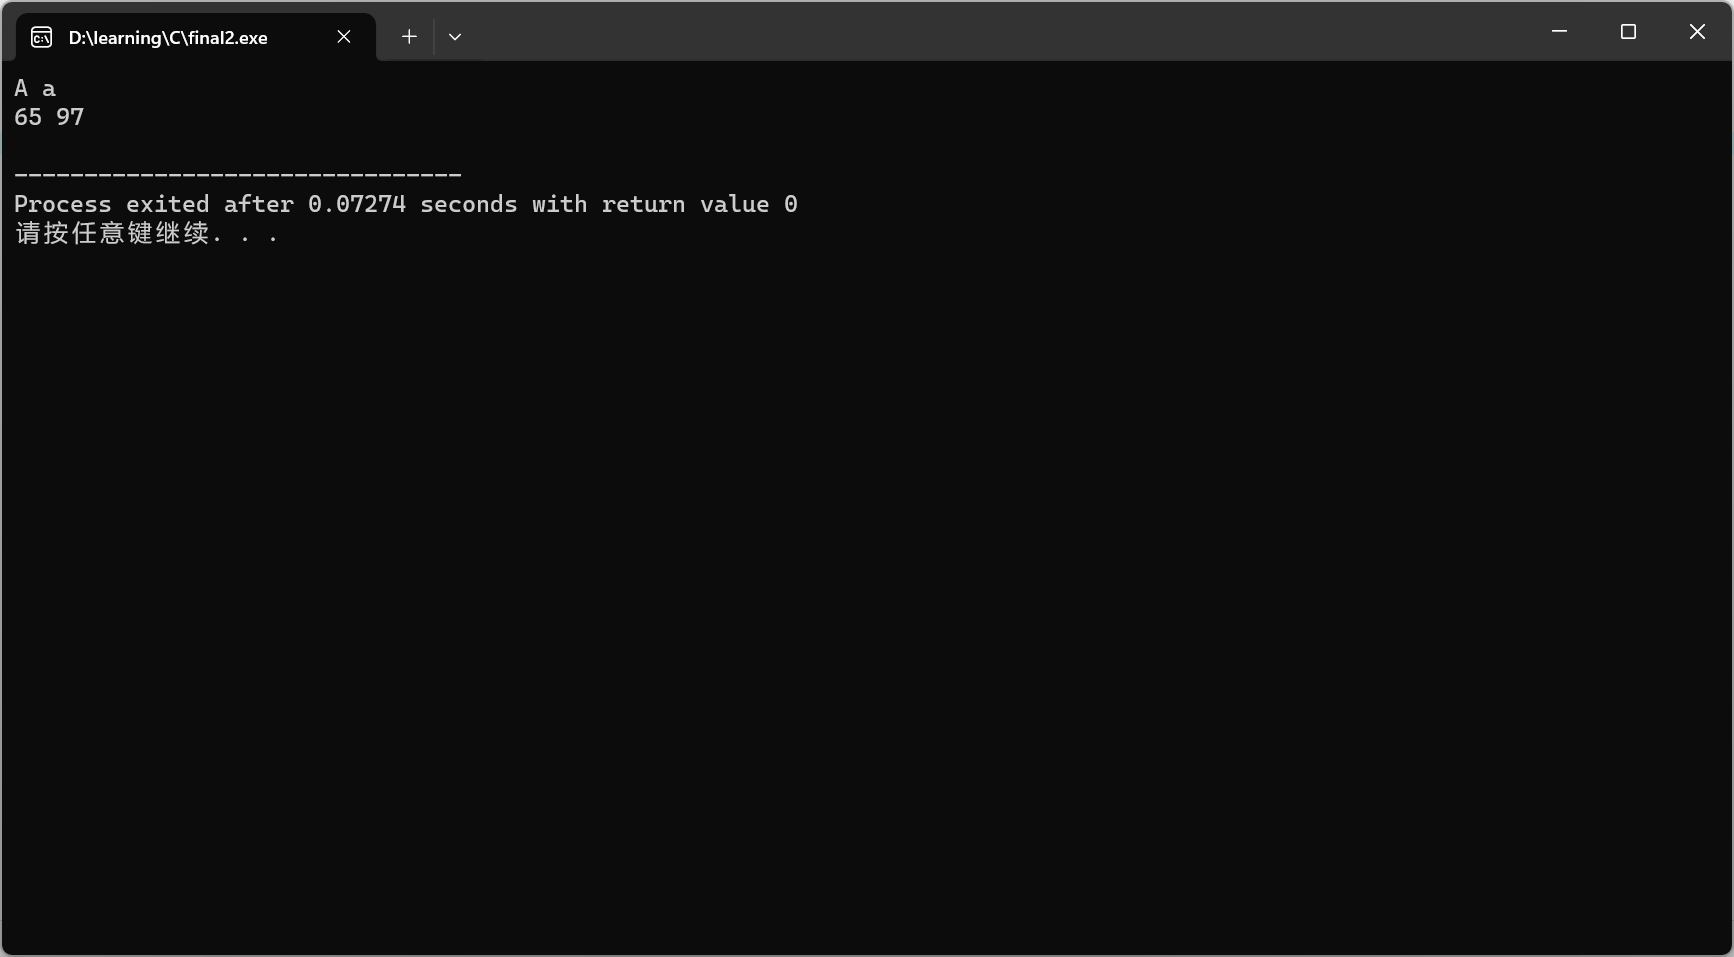 D:\learning\C\final2.exe
A a
65 97
--------------------------------
Process exited after 0.07274 seconds with return value 0
请按任意键继续. . .